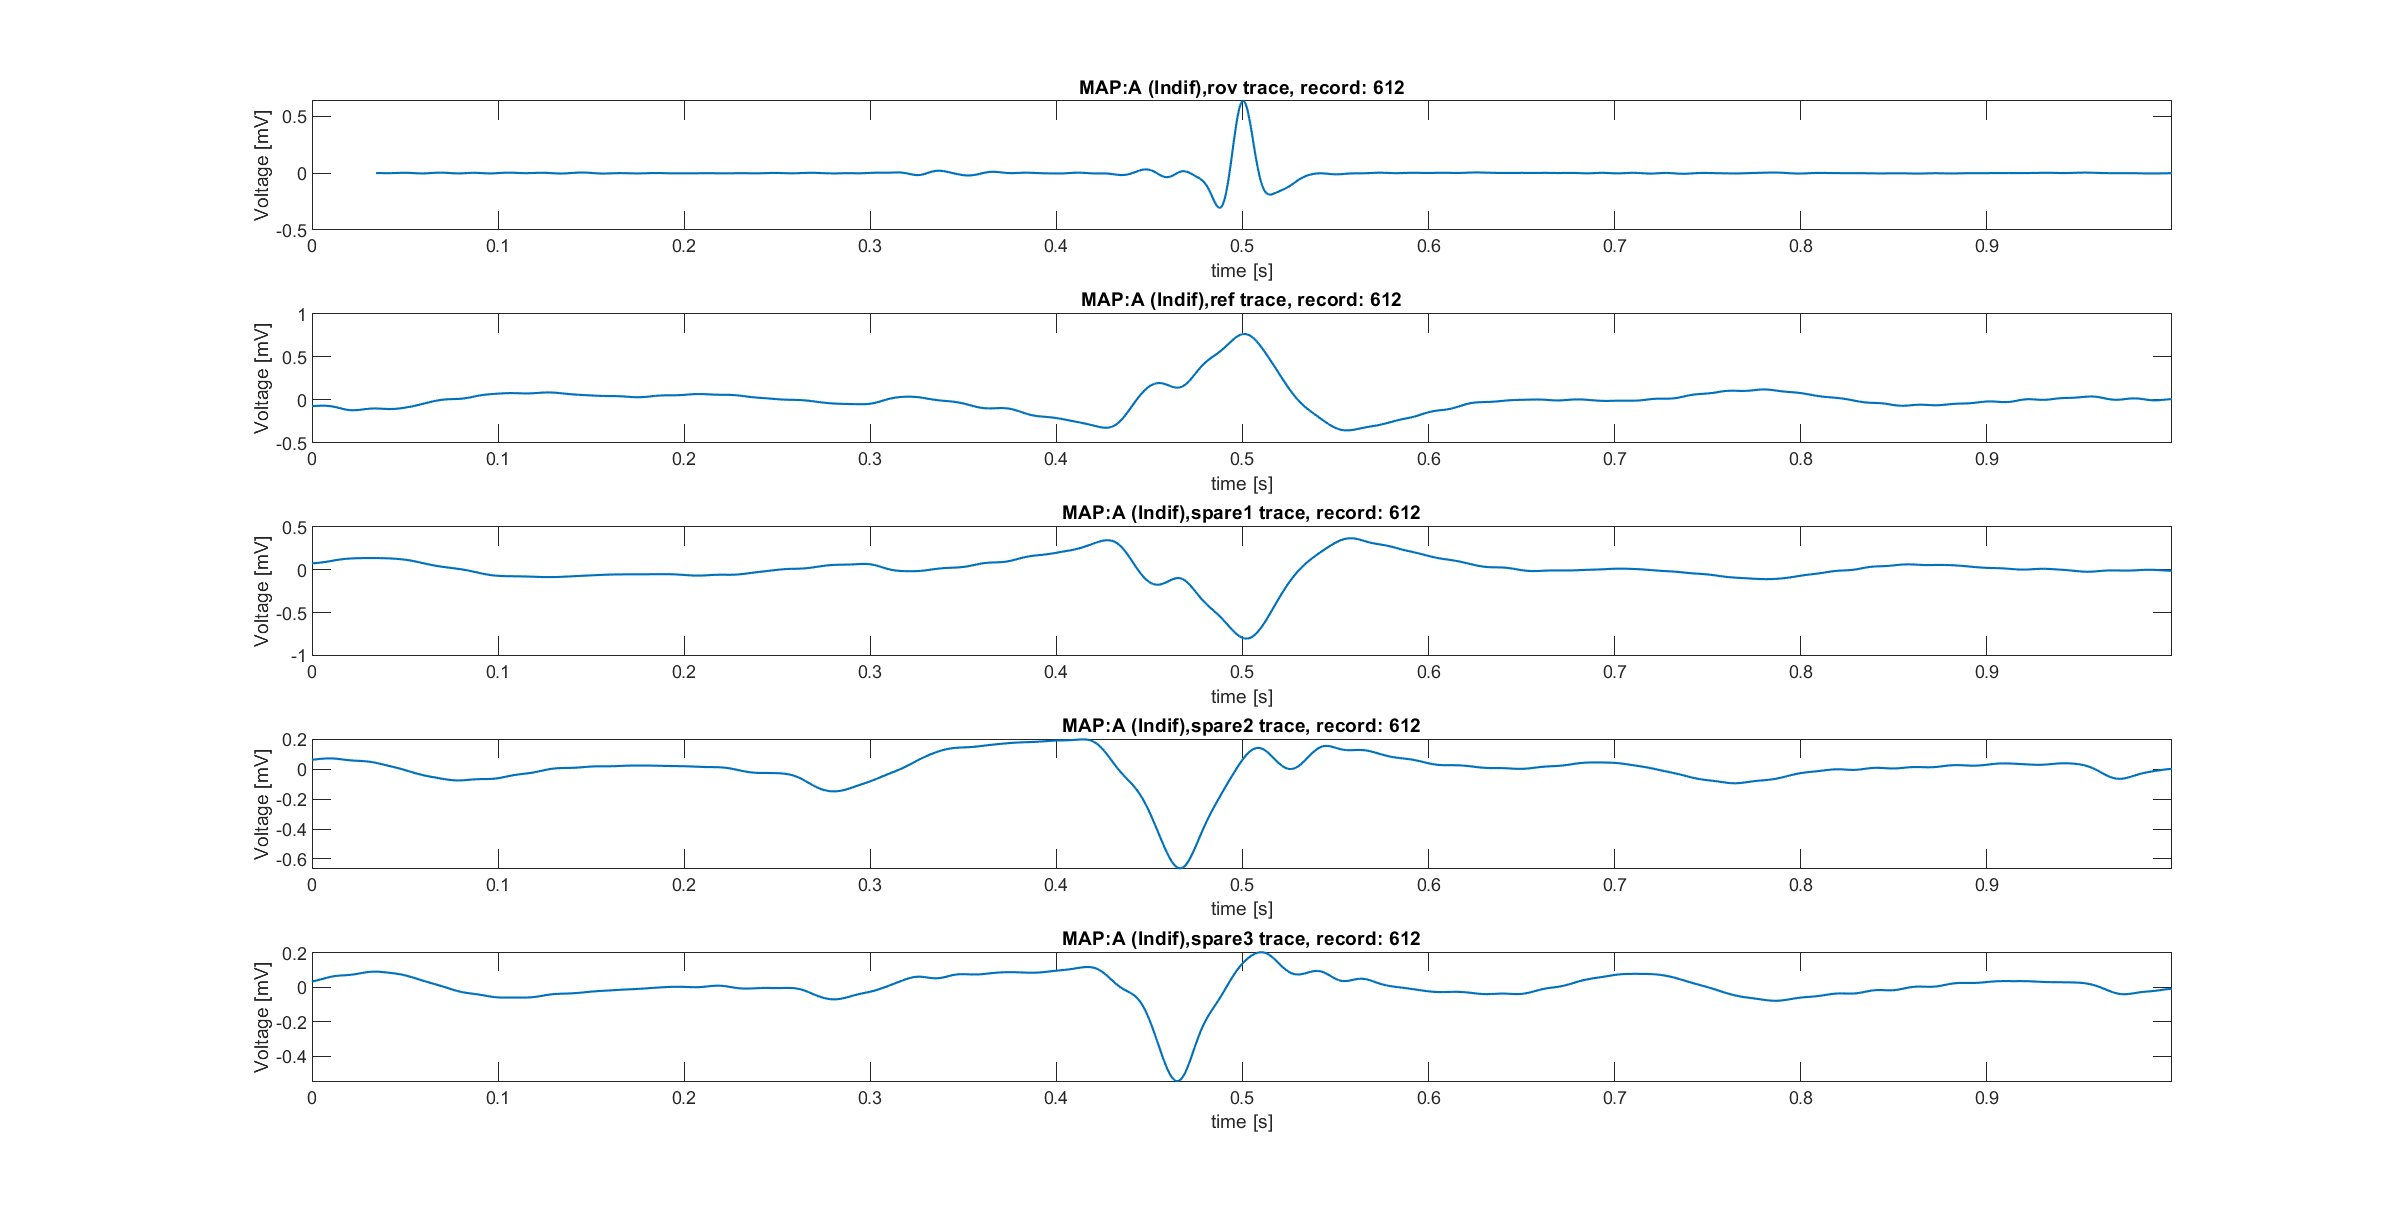 MAP:A (Indif),rov trace, record: 612
Voltage [mV]
0.5
0
-0.5
0 0.1 0.2 0.3 0.4 0.5 0.6 0.7 0.8 0.9
time [s]
MAP:A (Indif),ref trace, record: 612
Voltage [mV]
1
0.5
0
-0.5
0 0.1 0.2 0.3 0.4 0.5 0.6 0.7 0.8 0.9
time [s]
MAP:A (Indif),spare1 trace, record: 612
Voltage [mV]
0.5
0
-0.5
-1
0 0.1 0.2 0.3 0.4 0.5 0.6 0.7 0.8 0.9
time [s]
MAP:A (Indif),spare2 trace, record: 612
Voltage [mV]
0.2
0
-0.2
-0.4
-0.6
0 0.1 0.2 0.3 0.4 0.5 0.6 0.7 0.8 0.9
time [s]
MAP:A (Indif),spare3 trace, record: 612
Voltage [mV]
0.2
0
-0.2
-0.4
0 0.1 0.2 0.3 0.4 0.5 0.6 0.7 0.8 0.9
time [s]